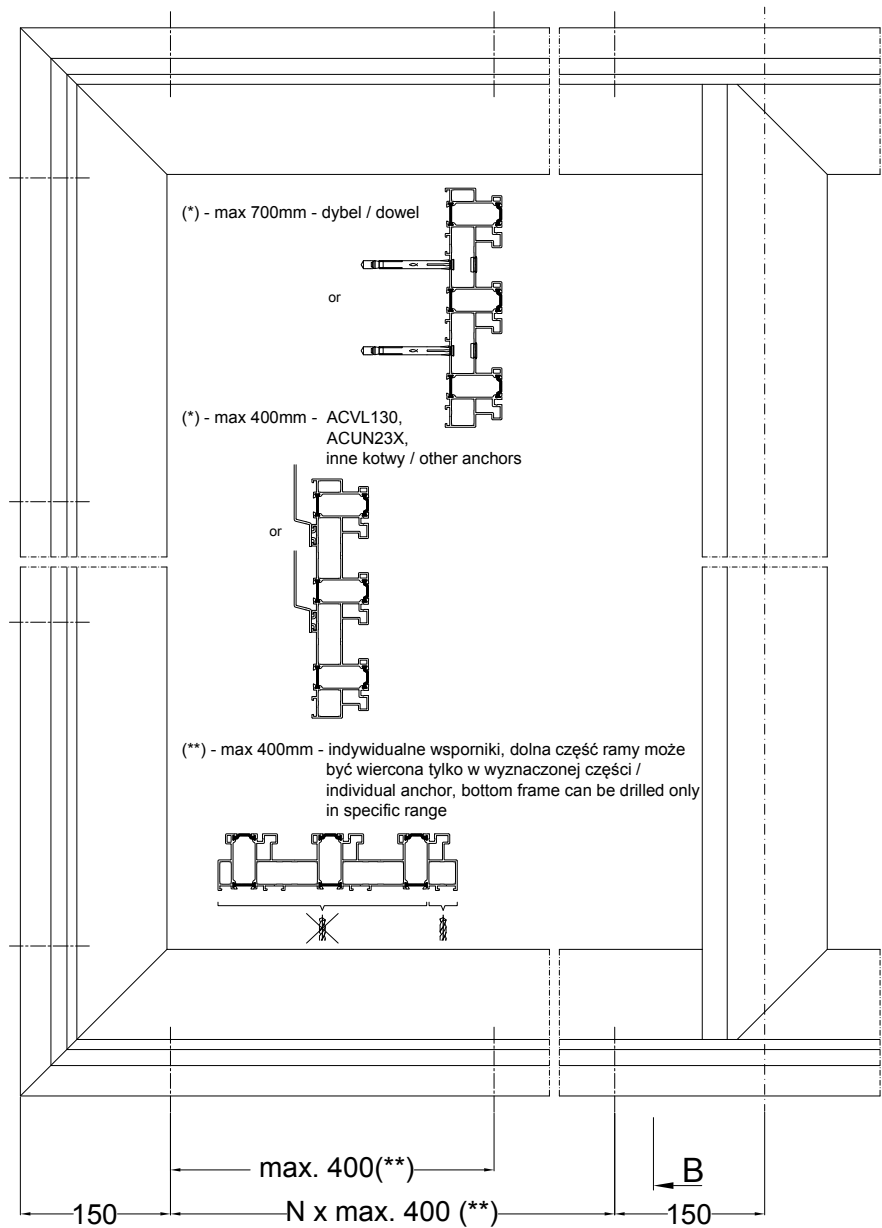 (*) - max 700mm - dybel / dowel
or
(*) - max 400mm - ACVL130,
ACUN23X,
inne kotwy / other anchors
or
(**) - max 400mm - indywidualne wsporniki, dolna część ramy może
być wiercona tylko w wyznaczonej części /
individual anchor, bottom frame can be drilled only
in specific range
max. 400(**)
B
150
N x max. 400 (**)
150